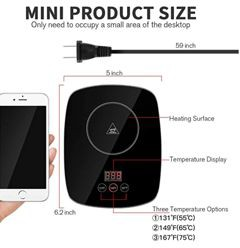 MINI PRODUCT SIZE
Only need to occupy a small area of the desktop
59 inch
5 inch
Heating Surface
Temperature Display
6.2 inch
Three Temperature Options
①131°F(55°C)
②149°F(65°C)
③167°F(75°C)